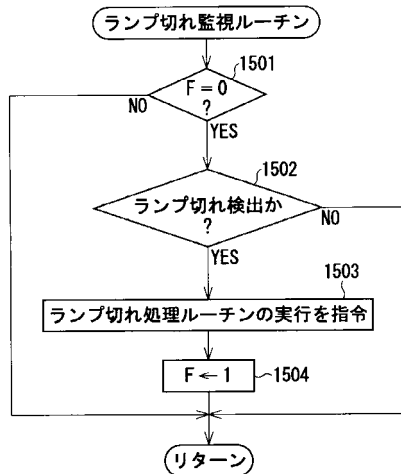 ランプ切れ監視ルーチン
1501
F = 0
?
NO
YES
1502
ランプ切れ検出か
?
NO
YES
1503
ランプ切れ処理ルーチンの実行を指令
F ← 1
1504
リターン